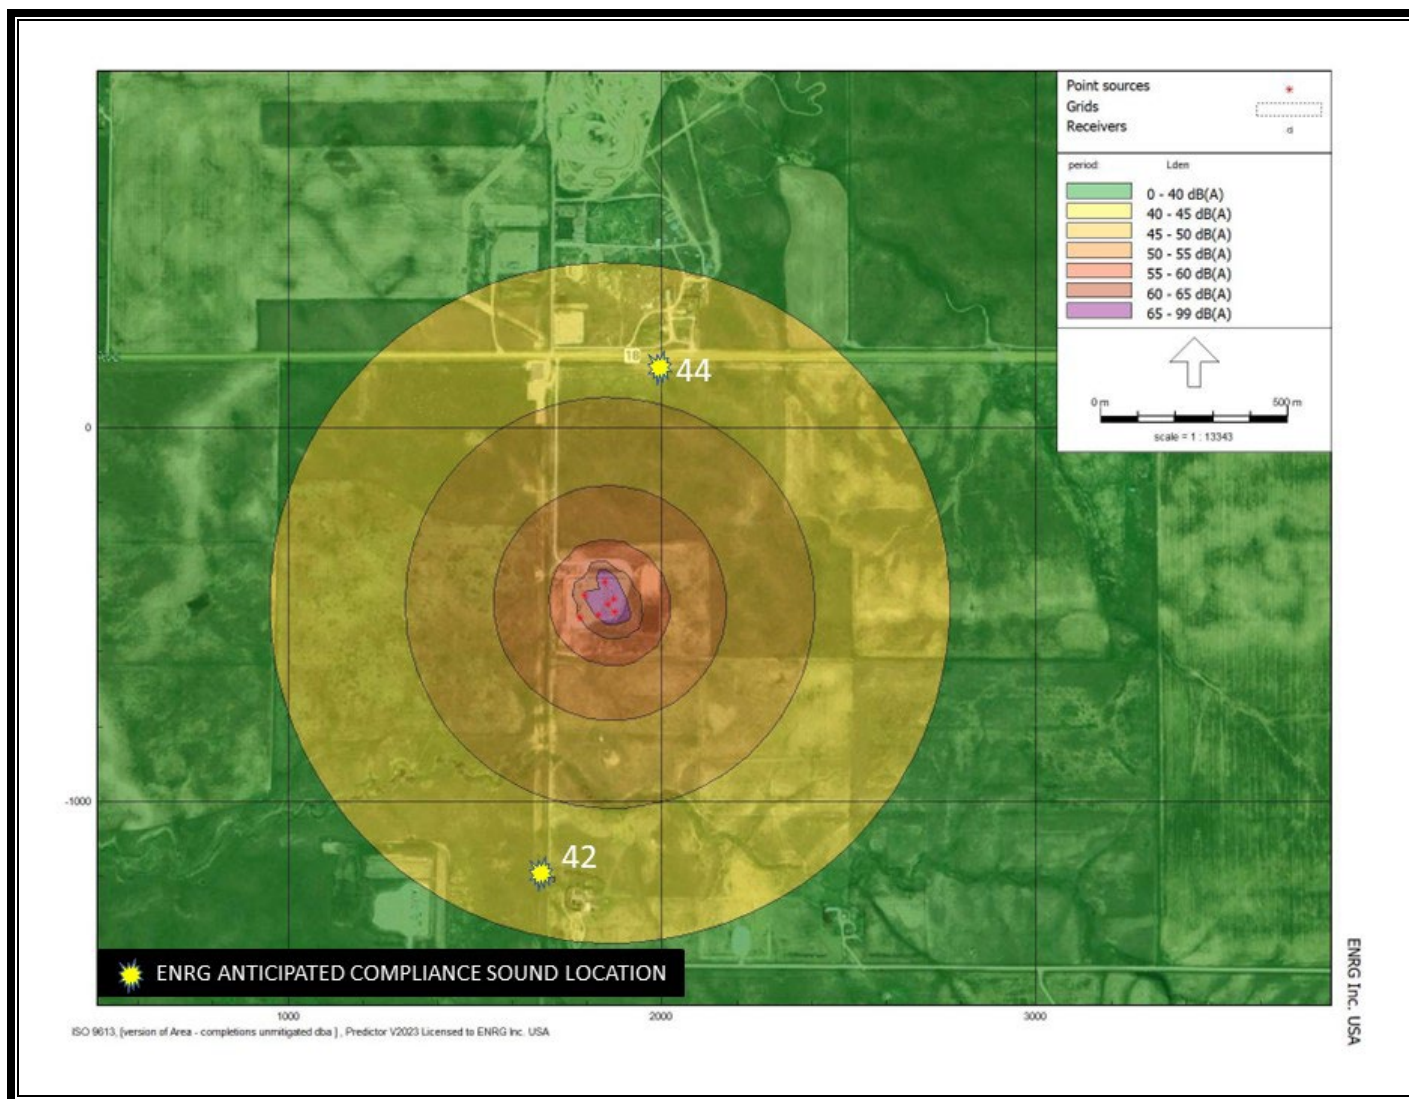 Point sources
Grids
Receivers
period: Lden
0 - 40 dB(A)
40 - 45 dB(A)
45 - 50 dB(A)
50 - 55 dB(A)
55 - 60 dB(A)
60 - 65 dB(A)
65 - 99 dB(A)
18
44
0 m 500 m
scale = 1 : 13343
0
-1000
42
ENRG ANTICIPATED COMPLIANCE SOUND LOCATION
1000 2000 3000
ISO 9613, [version of Area - completions unmitigated dba ] , Predictor V2023 Licensed to ENRG Inc. USA
ENRG Inc. USA